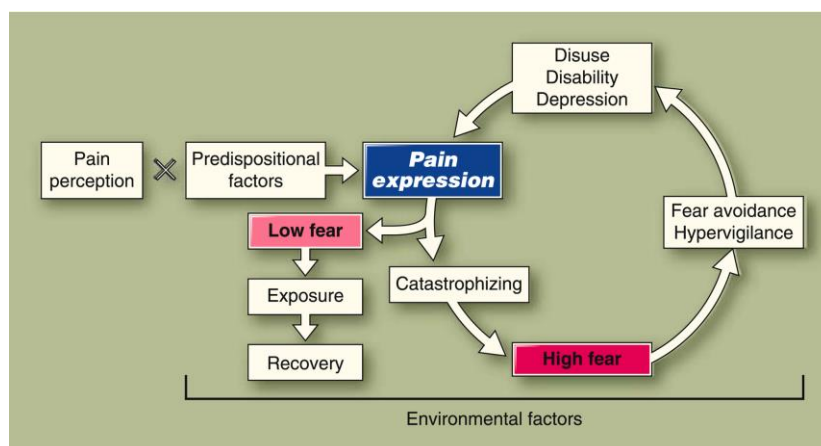 Disuse
Disability
Depression
Pain
perception
Predispositional
factors
Pain
expression
Fear avoidance
Hypervigilance
Low fear
Catastrophizing
Exposure
High fear
Recovery
Environmental factors